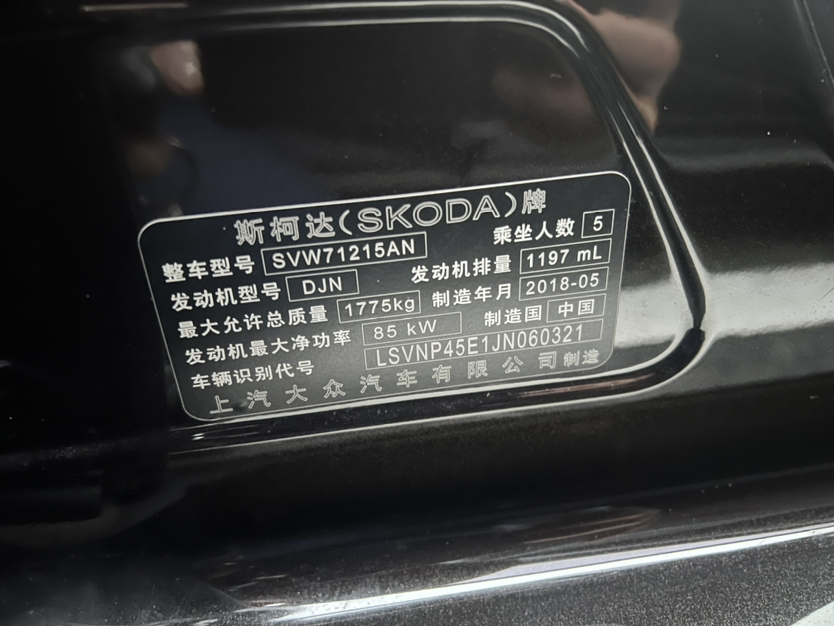 斯柯达(SKODA)牌
整车型号 SVW71215AN 乘坐人数 5
发动机型号 DJN 发动机排量 1197 mL
最大允许总质量 1775kg 制造年月 2018-05
发动机最大净功率 85 kW 制造国 中国
车辆识别代号 LSVNP45E1JN060321
上汽大众汽车有限公司制造